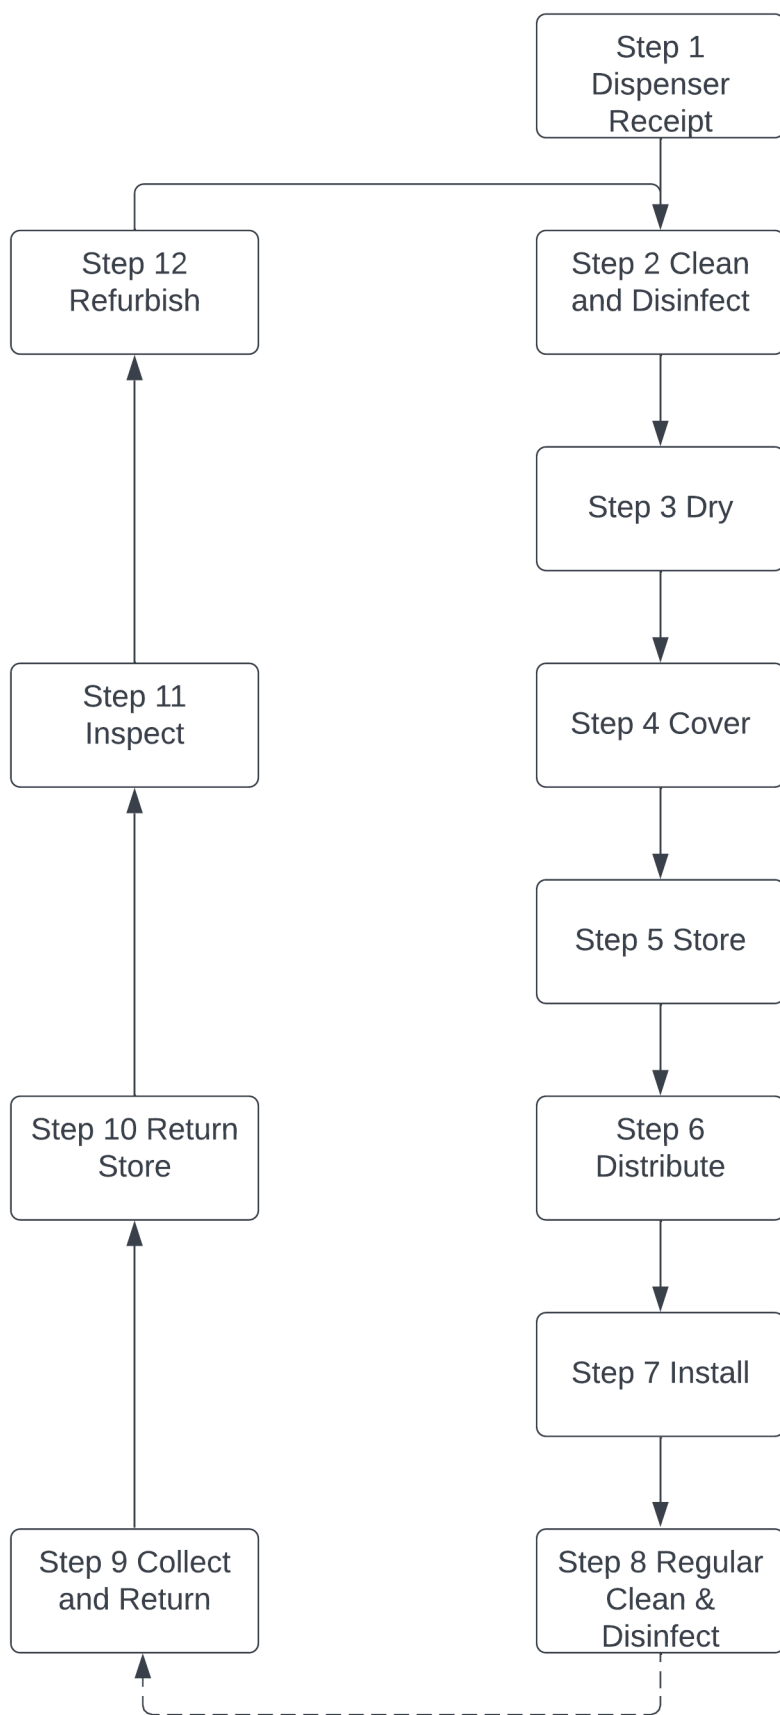 Step 1
Dispenser
Receipt
Step 2 Clean
and Disinfect
Step 3 Dry
Step 4 Cover
Step 5 Store
Step 6
Distribute
Step 7 Install
Step 8 Regular
Clean &
Disinfect
Step 9 Collect
and Return
Step 10 Return
Store
Step 11
Inspect
Step 12
Refurbish